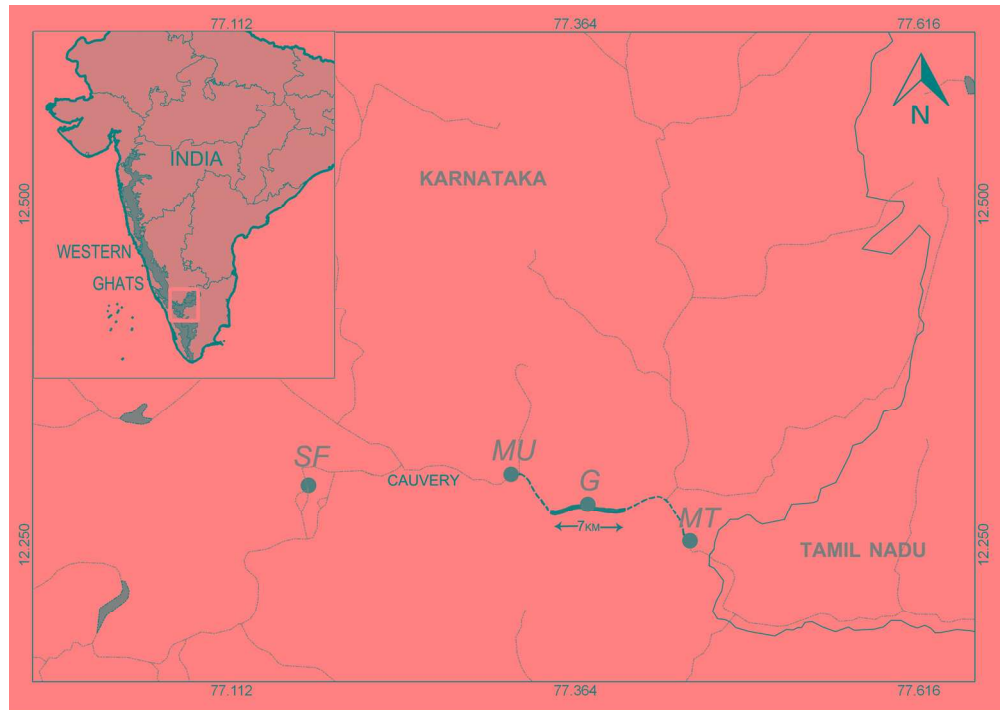 77.112 77.364 77.616
N
INDIA
KARNATAKA
12.500 12.500
WESTERN
GHATS
SF MU G MT
CAUVERY
7KM
12.250 12.250
TAMIL NADU
77.112 77.364 77.616